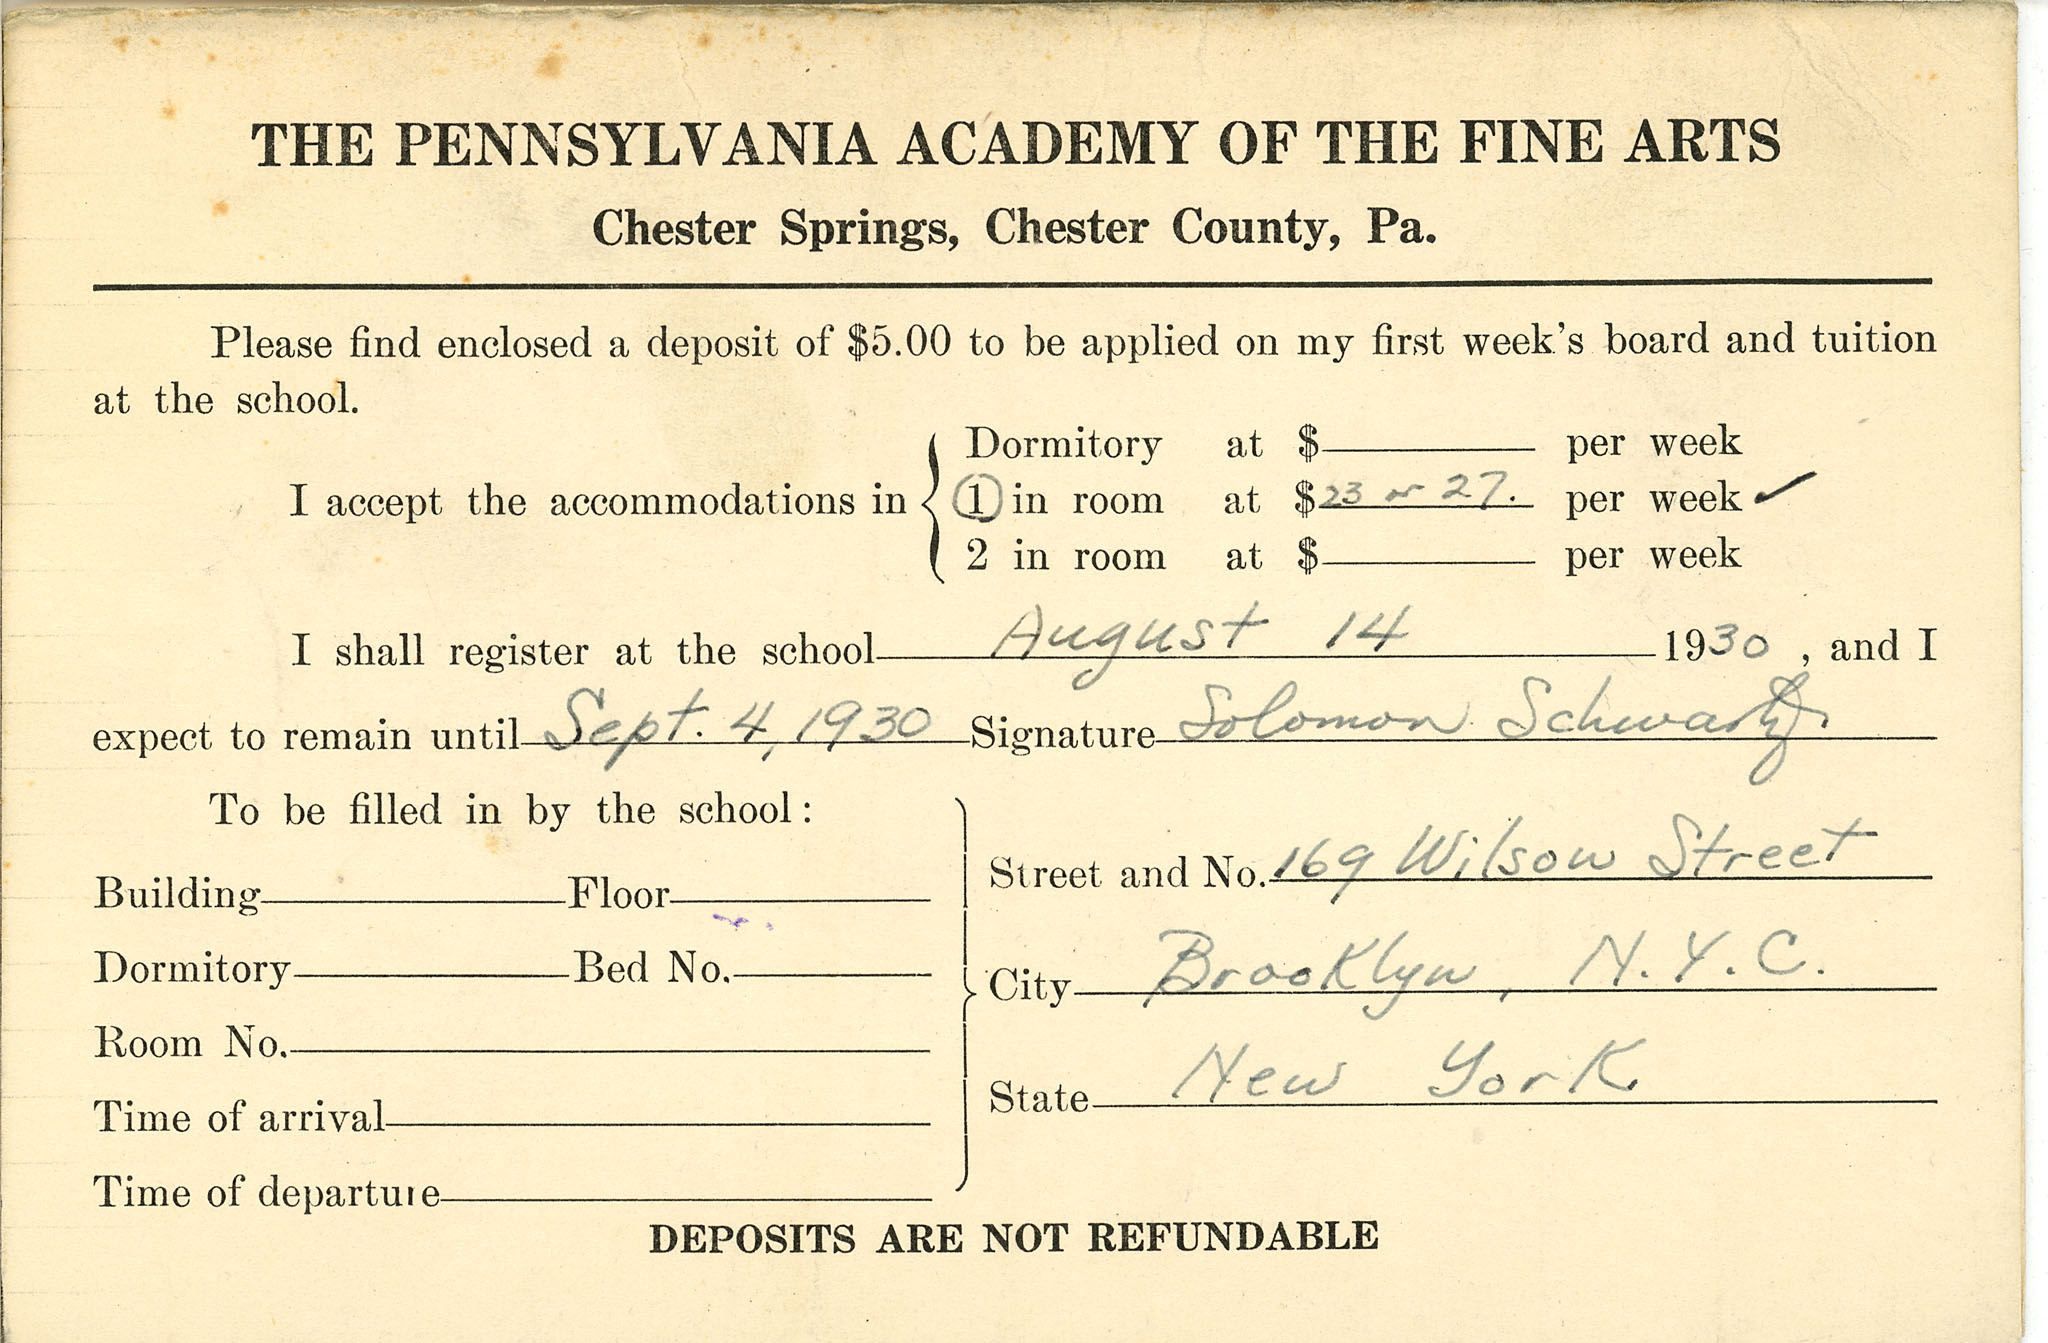 THE PENNSYLVANIA ACADEMY OF THE FINE ARTS
Chester Springs, Chester County, Pa.
Please find enclosed a deposit of $5.00 to be applied on my first week's board and tuition
at the school.
Dormitory at $ per week
I accept the accommodations in 1 in room at $23 or 27. per week ✓
2 in room at $ per week
I shall register at the school August 14 1930, and I
expect to remain until Sept. 4, 1930 Signature Solomon Schwartz
To be filled in by the school:
Building Floor
Dormitory Bed No.
Room No.
Time of arrival
Time of departure
Street and No. 169 Wilson Street
City Brooklyn, N.Y.C.
State New York
DEPOSITS ARE NOT REFUNDABLE